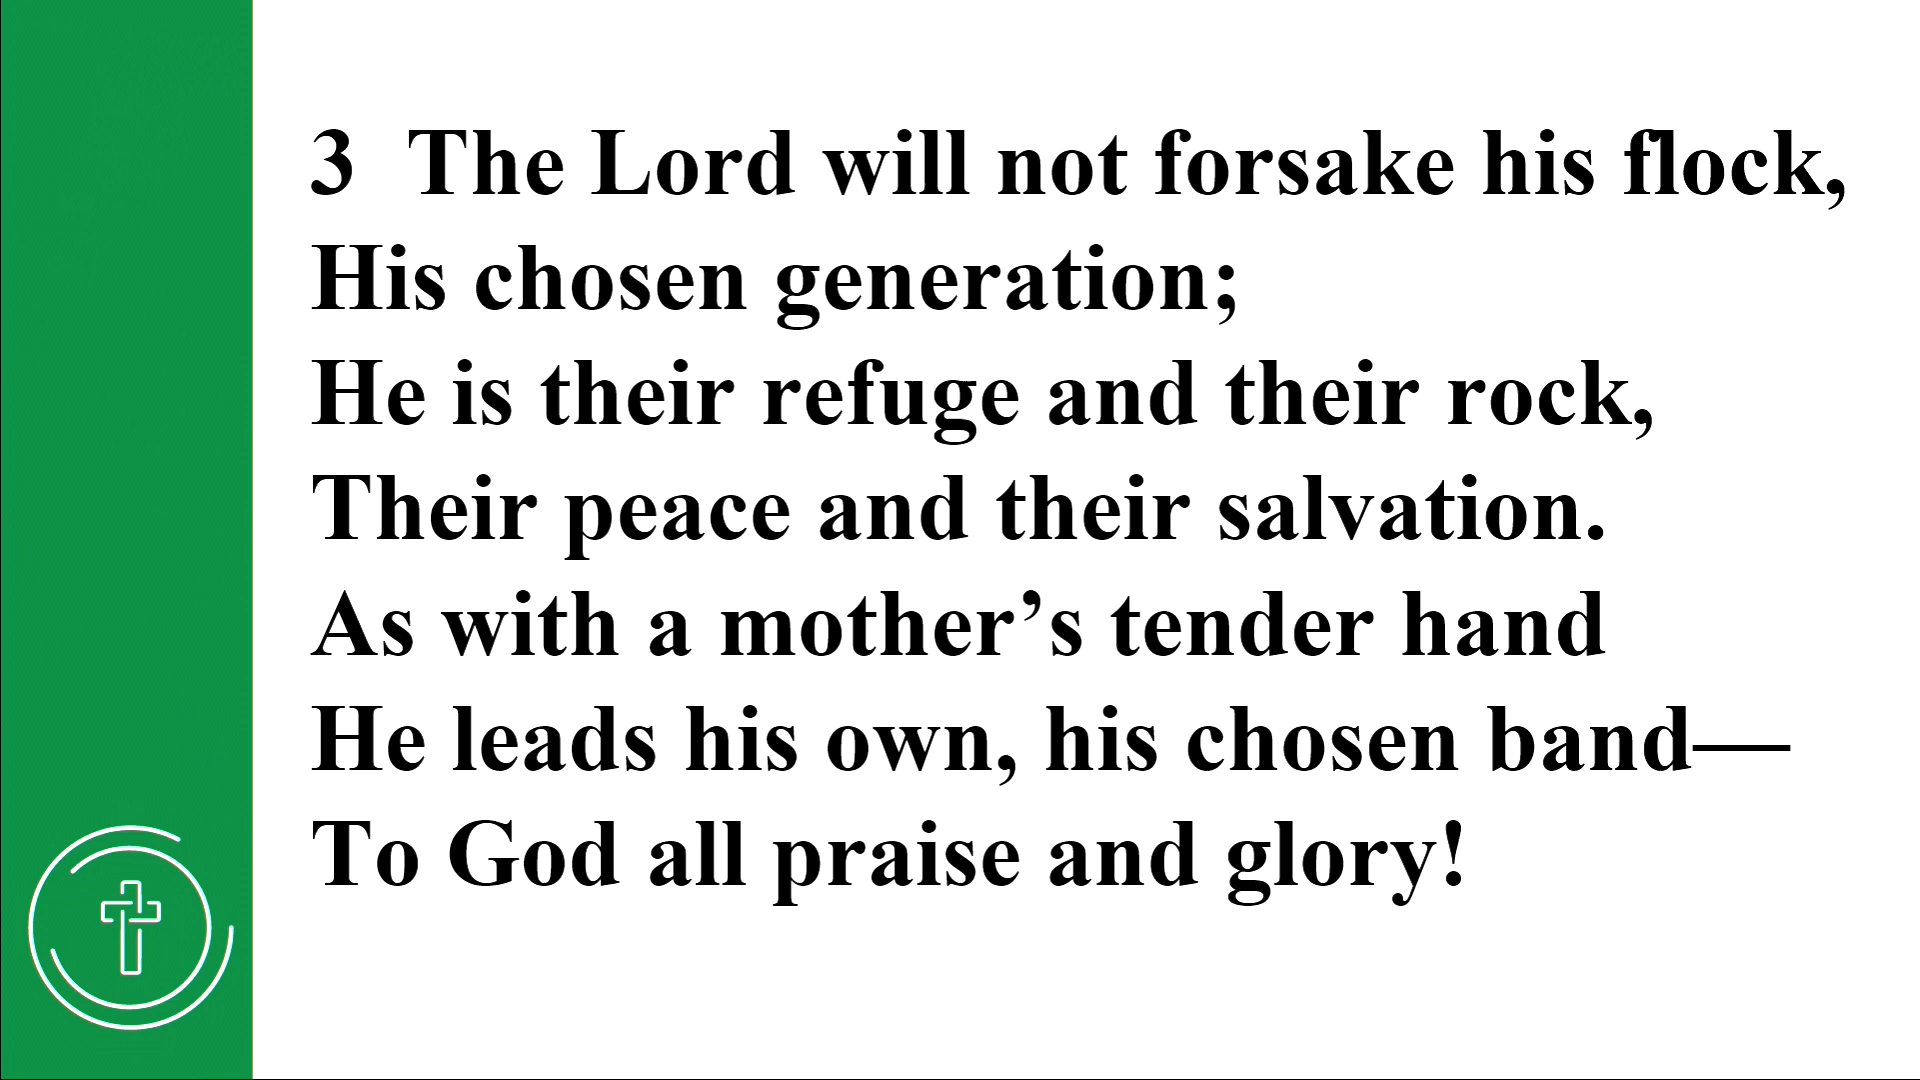 3 The Lord will not forsake his flock,
His chosen generation;
He is their refuge and their rock,
Their peace and their salvation.
As with a mother’s tender hand
He leads his own, his chosen band—
To God all praise and glory!